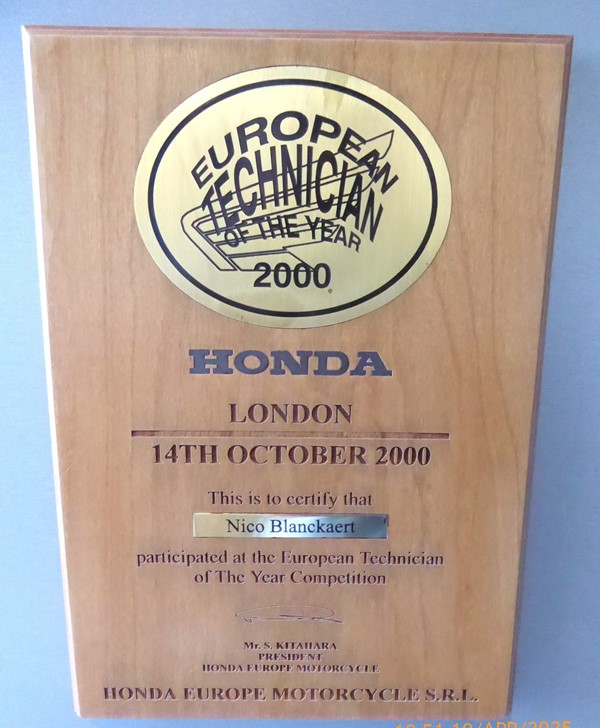 EUROPEAN
TECHNICIAN
OF THE YEAR
2000
HONDA
LONDON
14TH OCTOBER 2000
This is to certify that
Nico Blanckaert
participated at the European Technician
of The Year Competition
Mr. S. KITAHARA
PRESIDENT
HONDA EUROPE MOTORCYCLE
HONDA EUROPE MOTORCYCLE S.R.L.